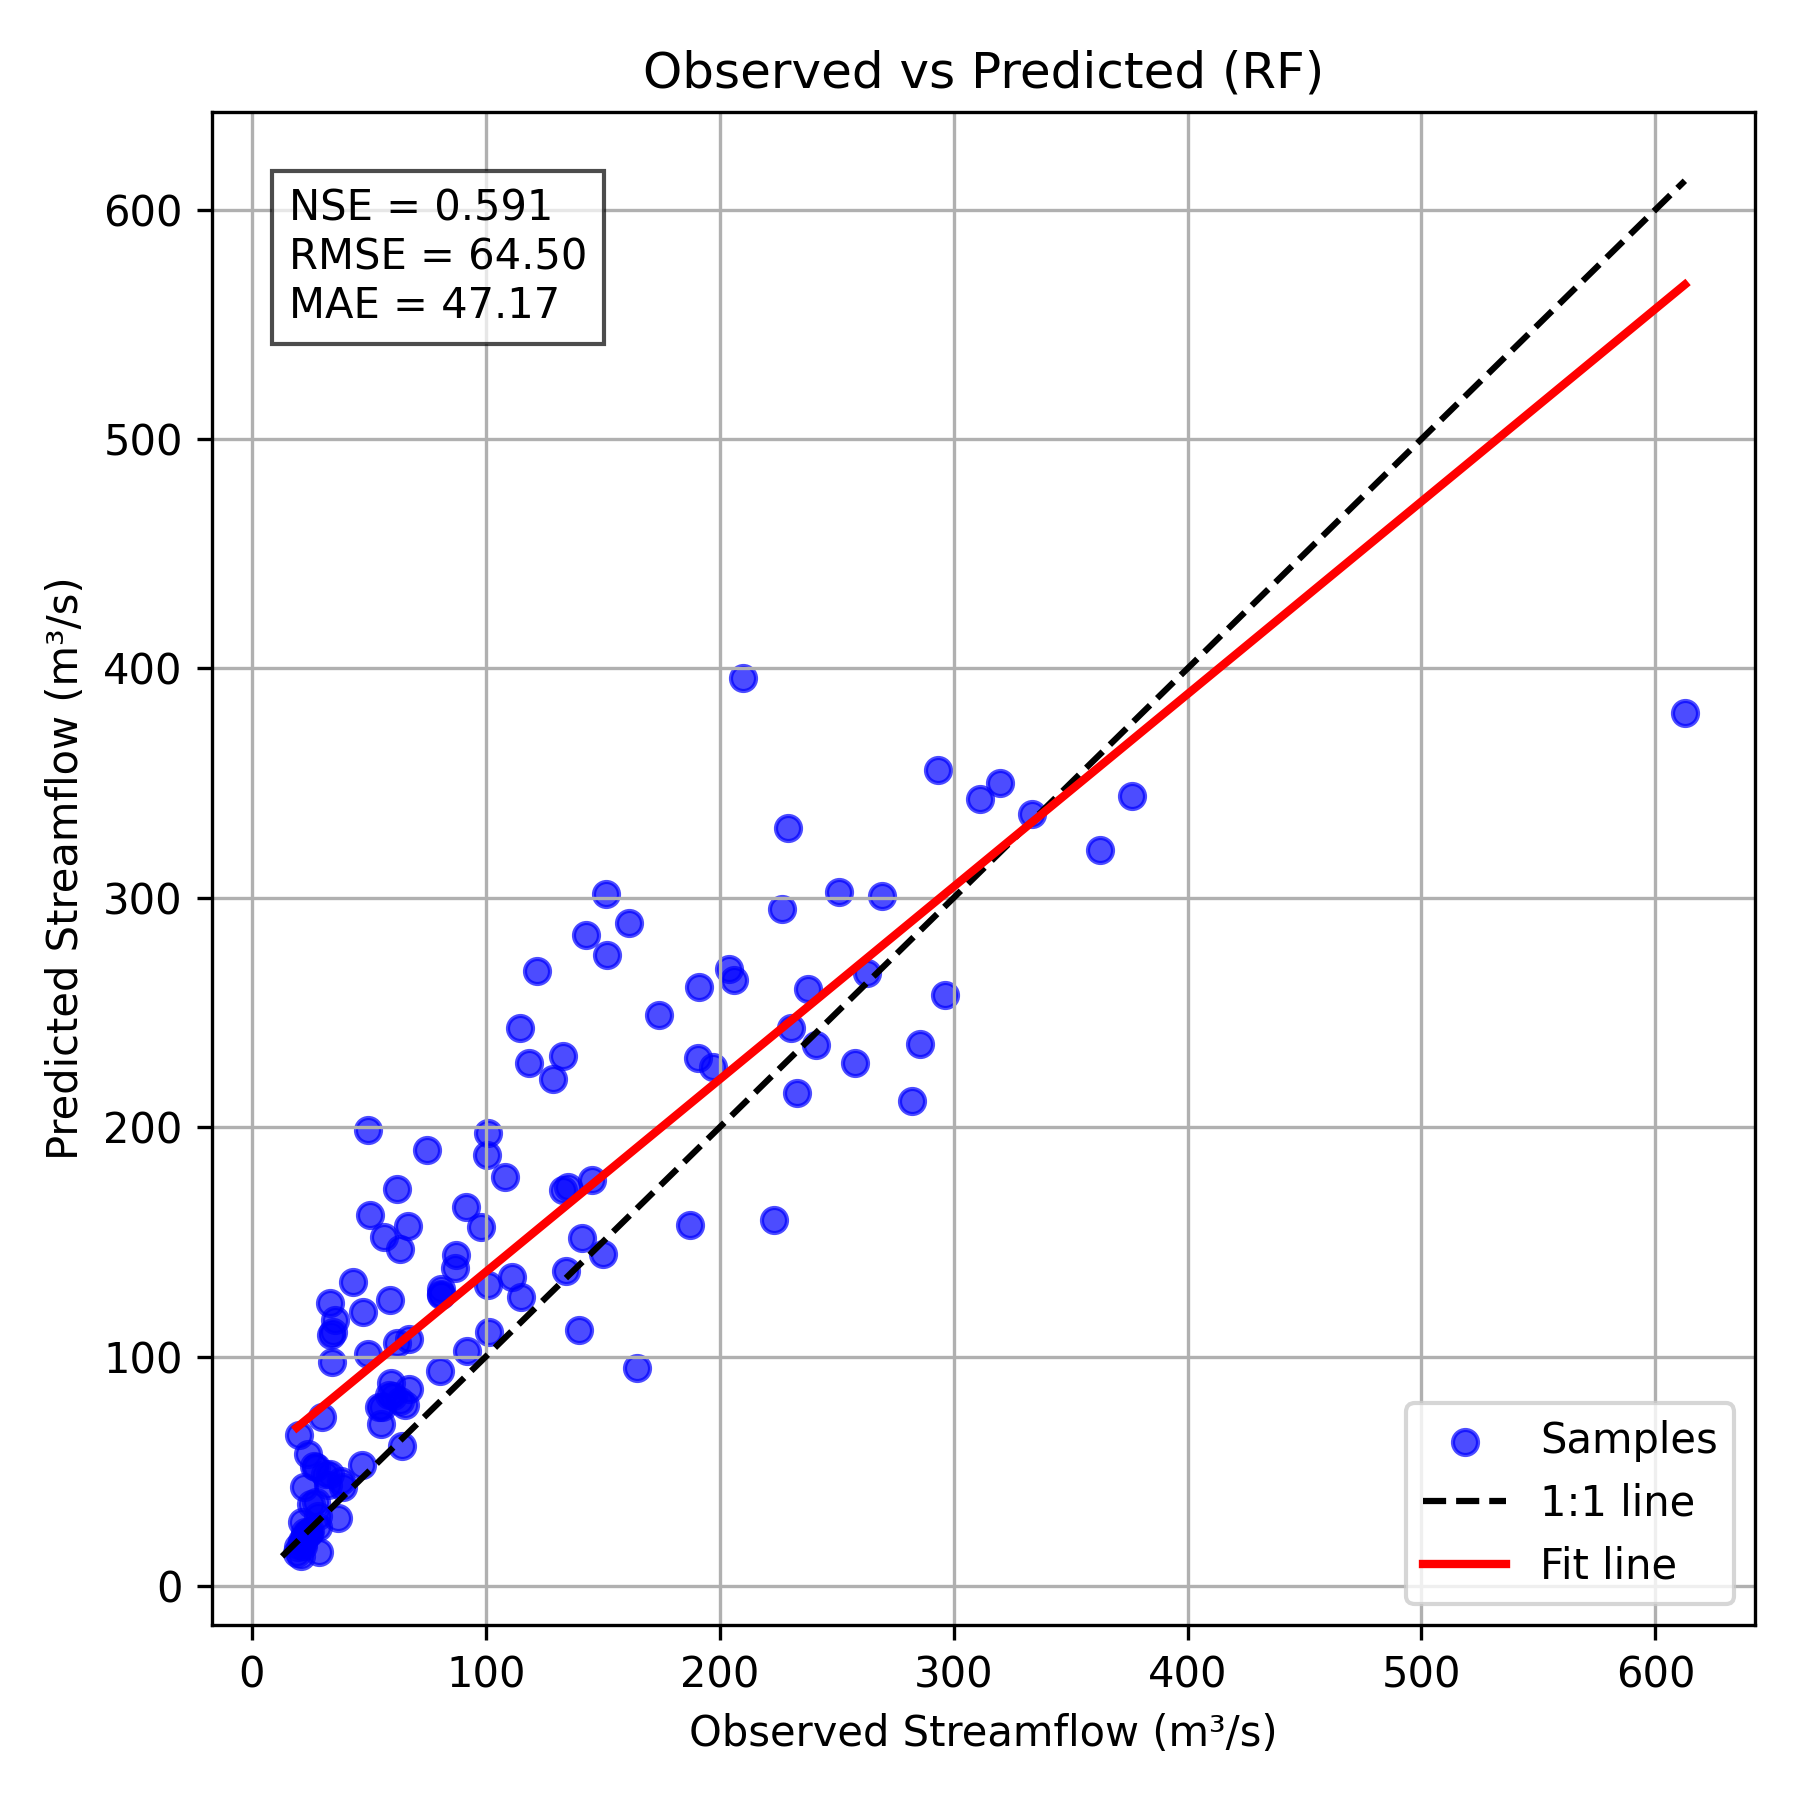 Observed vs Predicted (RF)
NSE = 0.591
RMSE = 64.50
MAE = 47.17
600
500
400
300
200
100
0
Predicted Streamflow (m³/s)
0 100 200 300 400 500 600
Observed Streamflow (m³/s)
Samples
1:1 line
Fit line